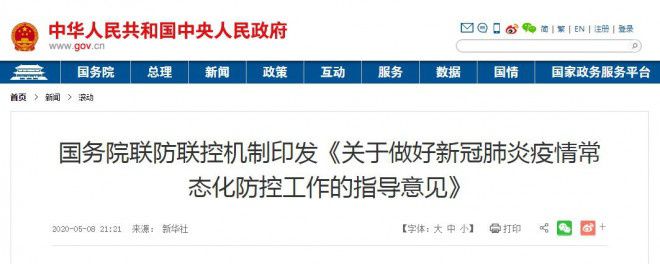 中华人民共和国中央人民政府
www.gov.cn
简 | 繁 | EN | 注册 | 登录
国务院 总理 新闻 政策 互动 服务 数据 国情 国家政务服务平台
首页 > 新闻 > 滚动
国务院联防联控机制印发《关于做好新冠肺炎疫情常
态化防控工作的指导意见》
2020-05-08 21:21 来源： 新华社 【字体：大 中 小】 打印 +